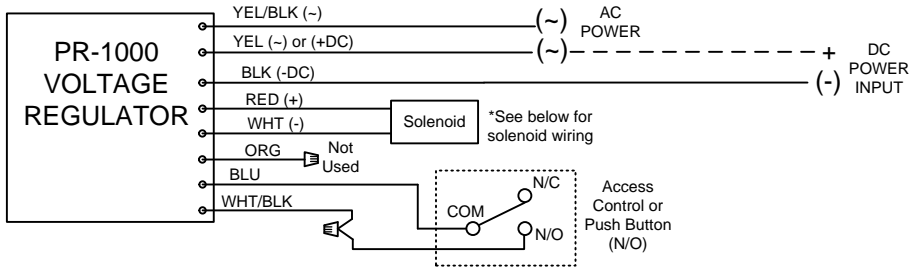 PR-1000
VOLTAGE
REGULATOR
YEL/BLK (~)
(~)
AC
POWER
YEL (~) or (+DC)
(~)
+
DC
POWER
INPUT
BLK (-DC)
(-)
RED (+)
WHT (-)
Solenoid
*See below for
solenoid wiring
ORG
Not
Used
BLU
WHT/BLK
COM
N/C
N/O
Access
Control or
Push Button
(N/O)